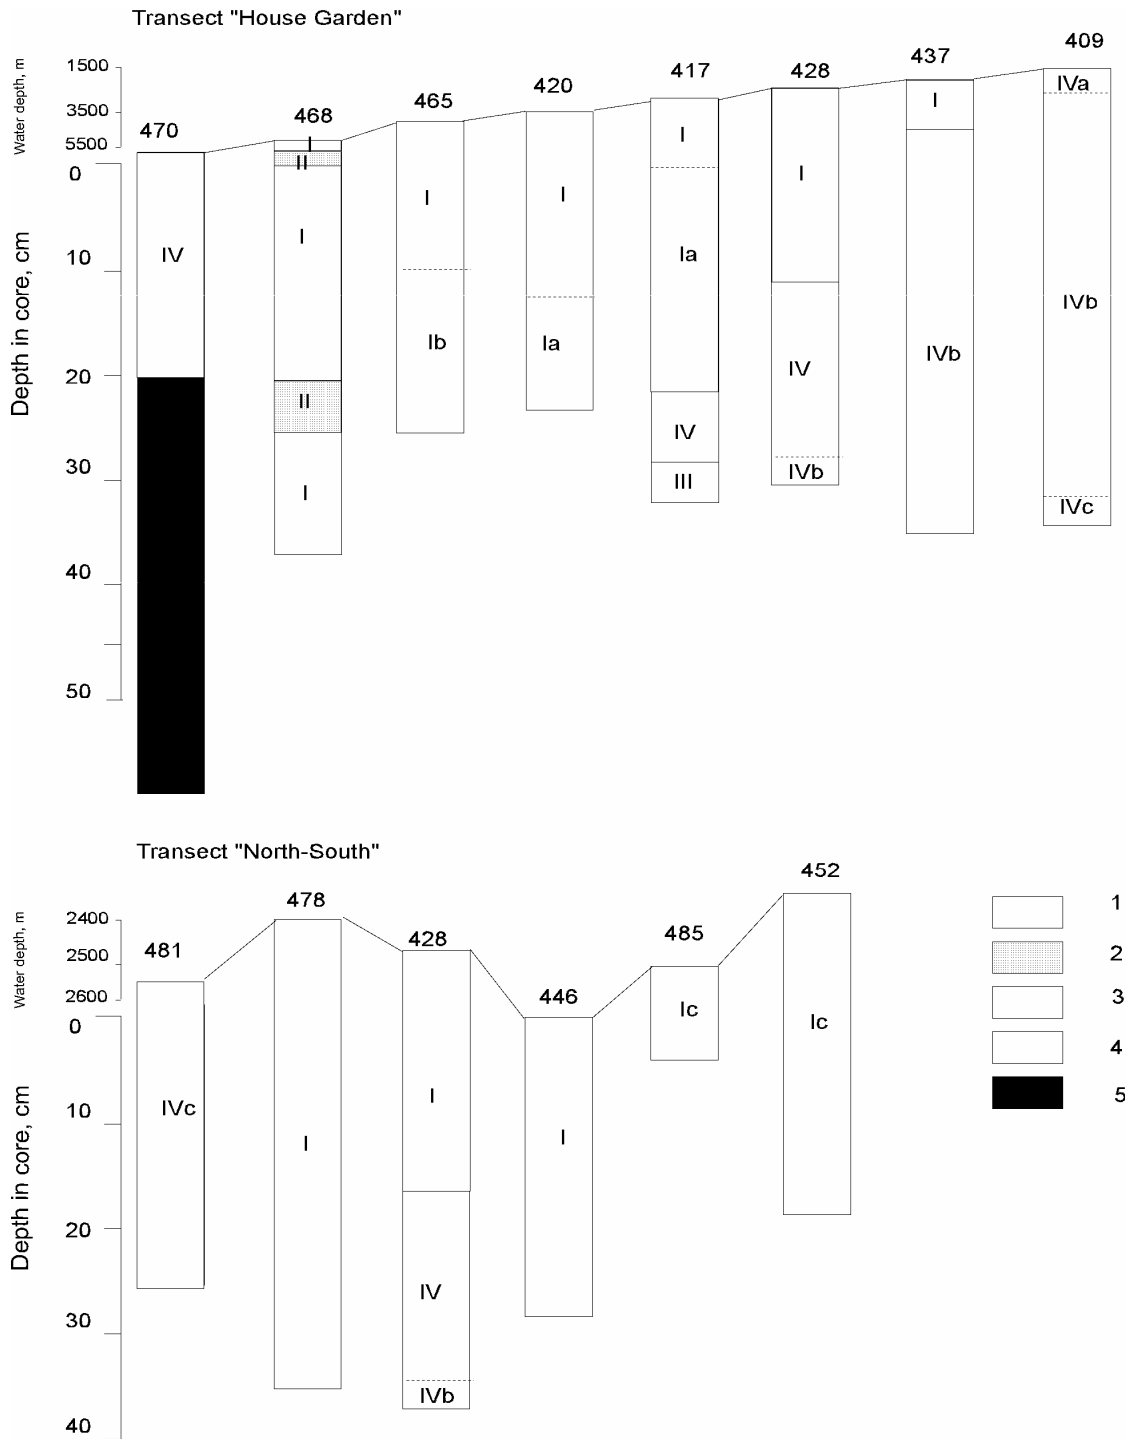 Transect "House Garden"
409
437
1500
417
428
Water depth, m
420
IVa
465
I
3500
468
470
I
5500
I
II
0
I
I
I
Depth in core, cm
I
10
IV
Ia
IVb
Ib
Ia
IVb
20
IV
II
IV
30
IVb
III
I
IVc
40
50
Transect "North-South"
452
478
1
2400
485
428
481
Water depth, m
2500
2
2600
446
3
Ic
0
Ic
4
5
Depth in core, cm
I
10
IVc
I
I
20
IV
30
IVb
40